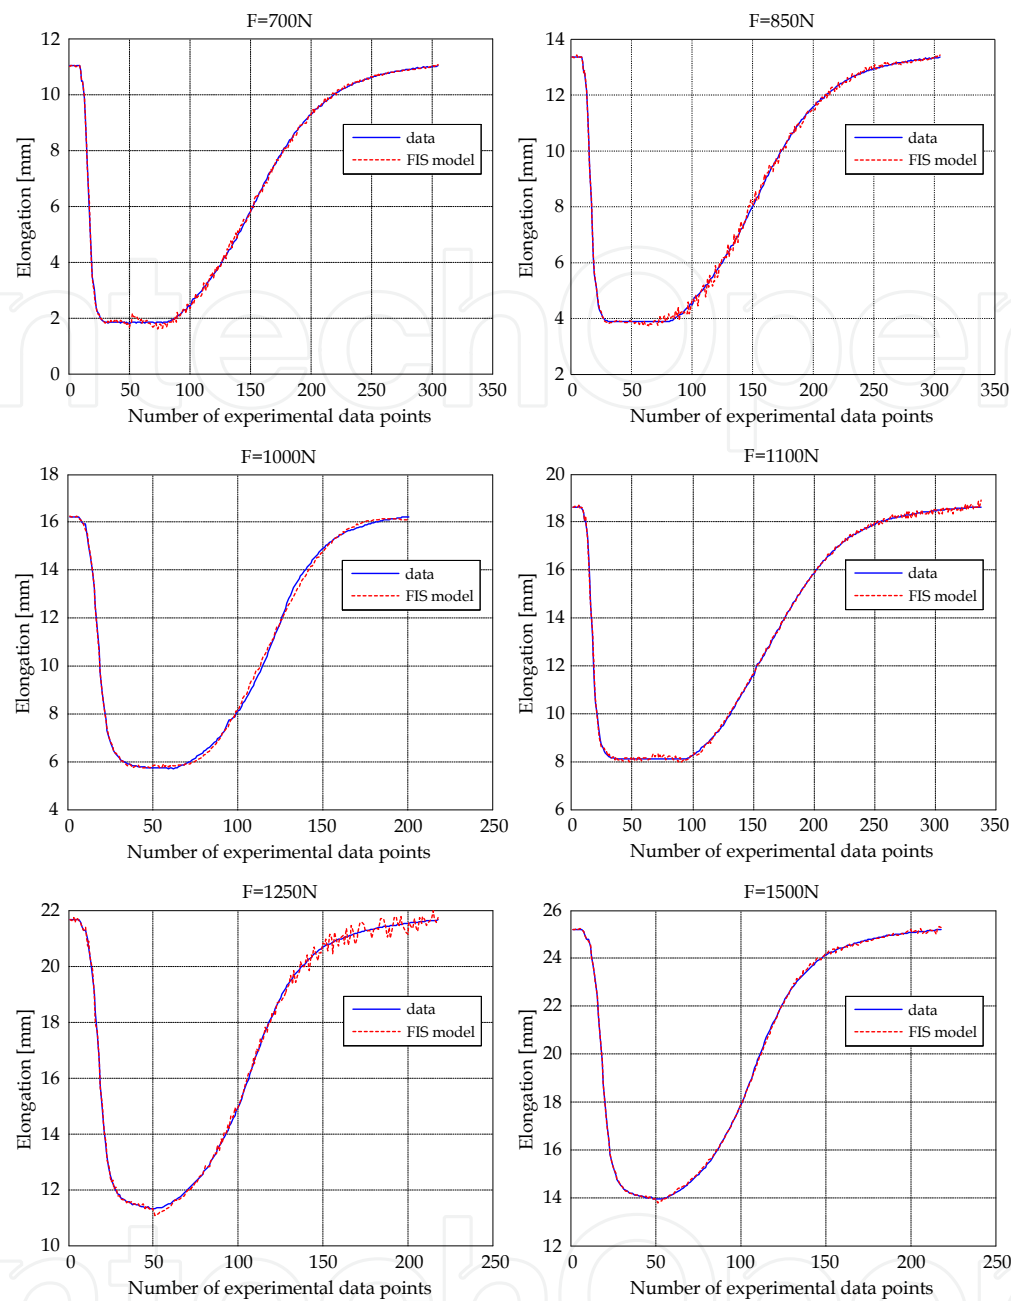 F=700N
12
10
8
6
4
2
0
Elongation [mm]
data
FIS model
0 50 100 150 200 250 300 350
Number of experimental data points
F=850N
14
12
10
8
6
4
2
Elongation [mm]
data
FIS model
0 50 100 150 200 250 300 350
Number of experimental data points
F=1000N
18
16
14
12
10
8
6
4
Elongation [mm]
data
FIS model
0 50 100 150 200 250
Number of experimental data points
F=1100N
20
18
16
14
12
10
8
6
Elongation [mm]
data
FIS model
0 50 100 150 200 250 300 350
Number of experimental data points
F=1250N
22
20
18
16
14
12
10
Elongation [mm]
data
FIS model
0 50 100 150 200 250
Number of experimental data points
F=1500N
26
24
22
20
18
16
14
12
Elongation [mm]
data
FIS model
0 50 100 150 200 250
Number of experimental data points
ntechOpen
ntechOpen